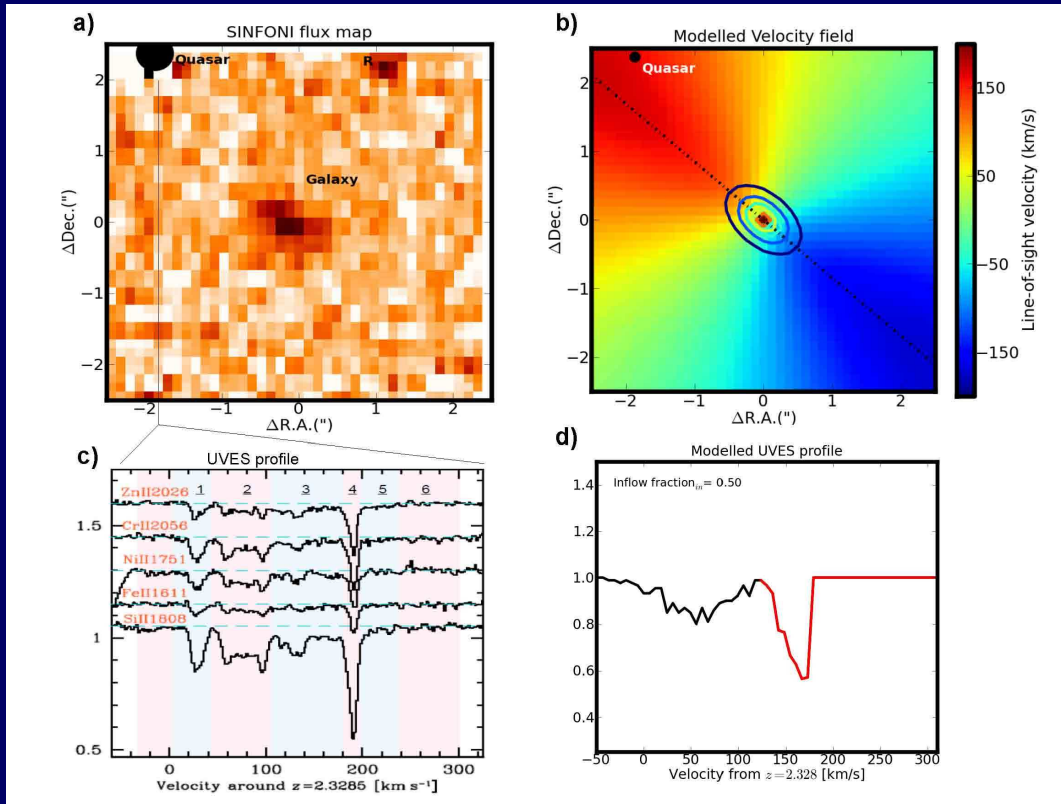 a)
SINFONI flux map
Quasar
R
Galaxy
ΔDec.(")
2
1
0
−1
−2
−2
−1
0
1
2
ΔR.A.(")
b)
Modelled Velocity field
Quasar
ΔDec.(")
2
1
0
−1
−2
−2
−1
0
1
2
ΔR.A.(")
150
50
−50
−150
Line-of-sight velocity (km/s)
c)
UVES profile
ZnII2026
CrII2056
NiII1751
FeII1611
SiII1808
1
2
3
4
5
6
1.5
1
0.5
0
100
200
300
Velocity around z=2.3285 [km s⁻¹]
d)
Modelled UVES profile
Inflow fraction_in= 0.50
1.4
1.2
1.0
0.8
0.6
0.4
−50
0
50
100
150
200
250
300
Velocity from z=2.328 [km/s]